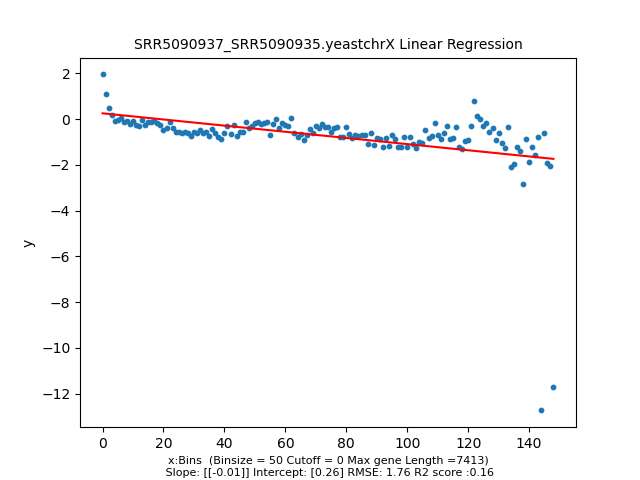 SRR5090937_SRR5090935.yeastchrX Linear Regression
2
0
−2
−4
−6
−8
−10
−12
y
0 20 40 60 80 100 120 140
x:Bins  (Binsize = 50 Cutoff = 0 Max gene Length =7413)
Slope: [[-0.01]] Intercept: [0.26] RMSE: 1.76 R2 score :0.16